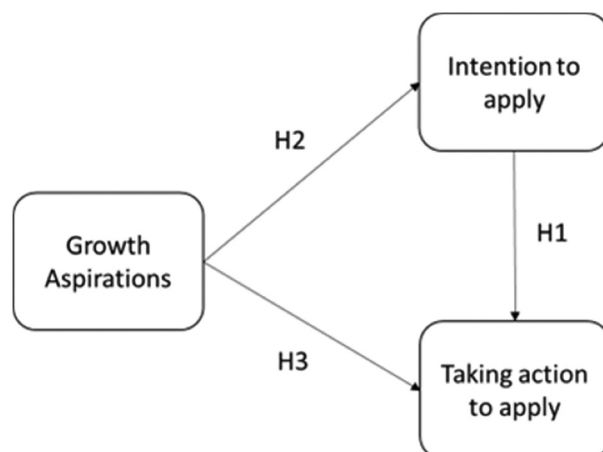 Intention to
apply
H2
H1
Growth
Aspirations
H3
Taking action
to apply